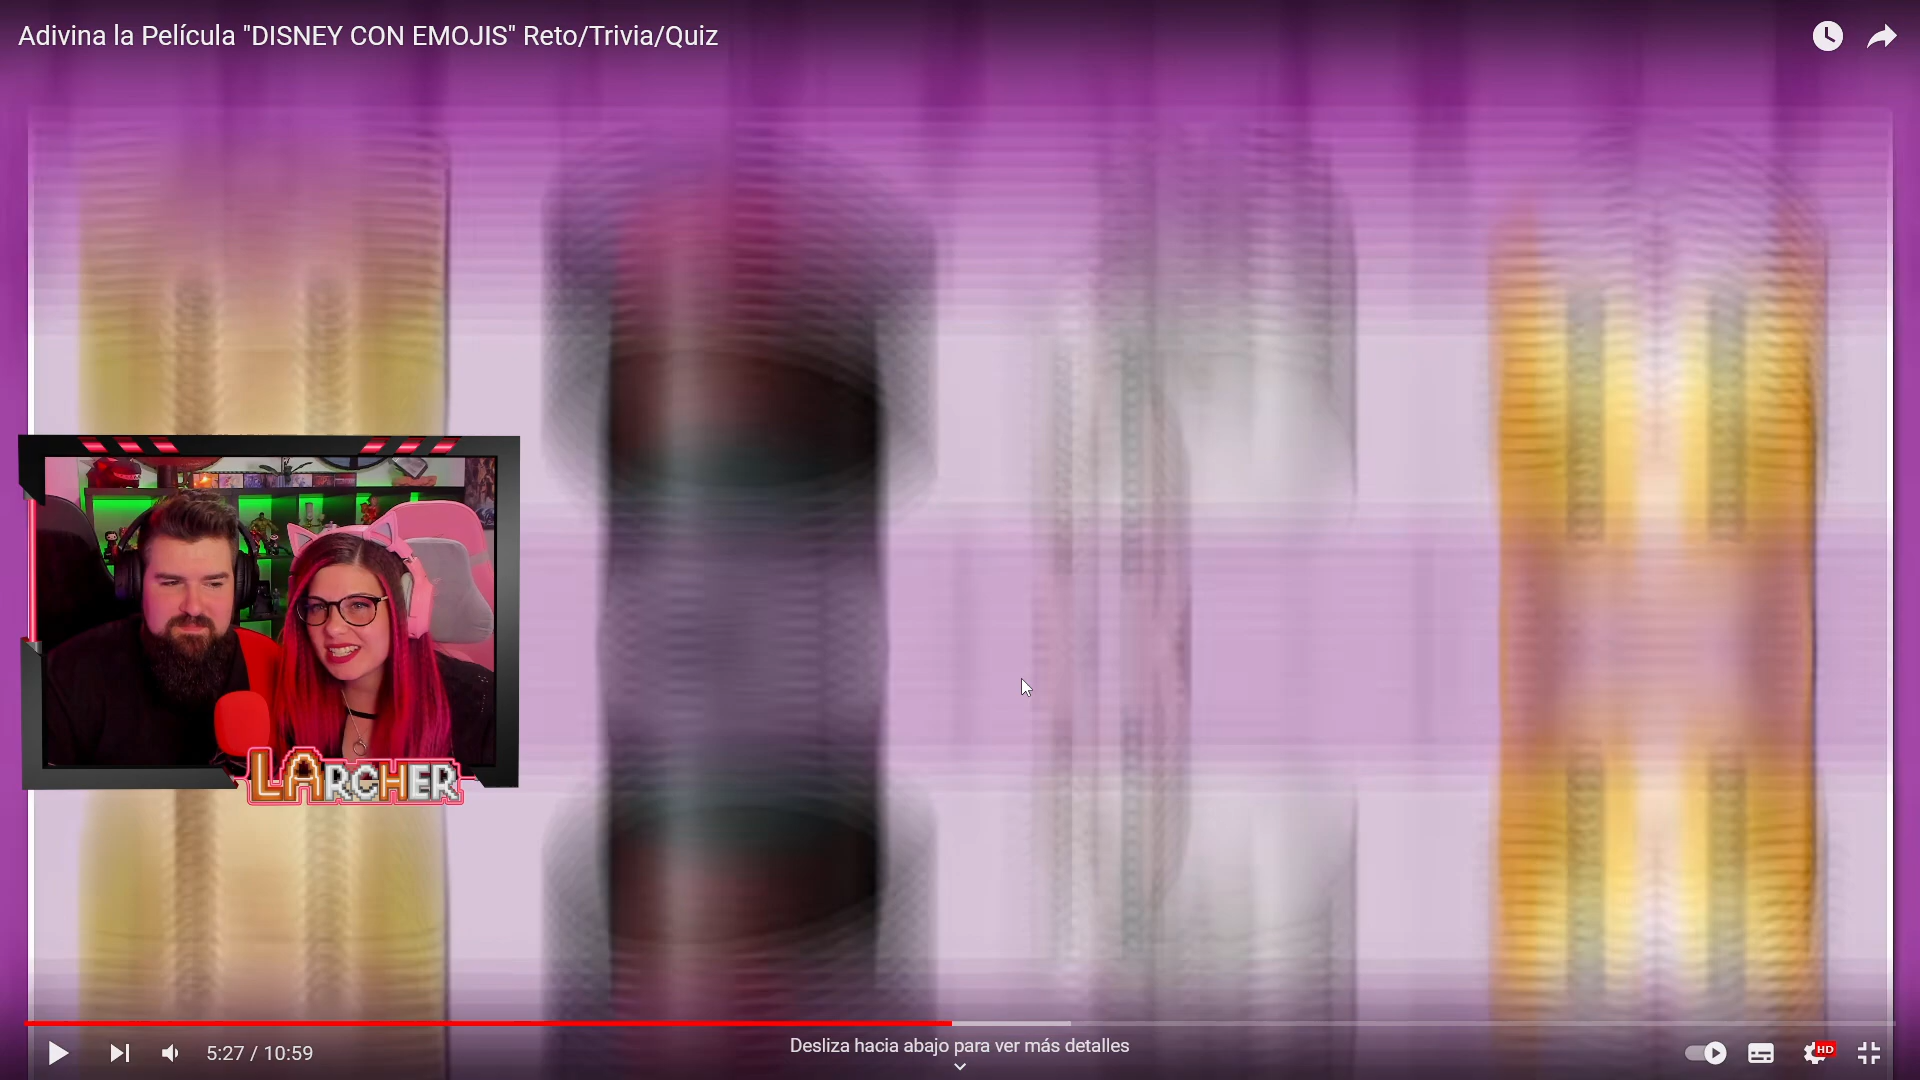 Adivina la Película "DISNEY CON EMOJIS" Reto/Trivia/Quiz
LARCHER
5:27 / 10:59
Desliza hacia abajo para ver más detalles
HD